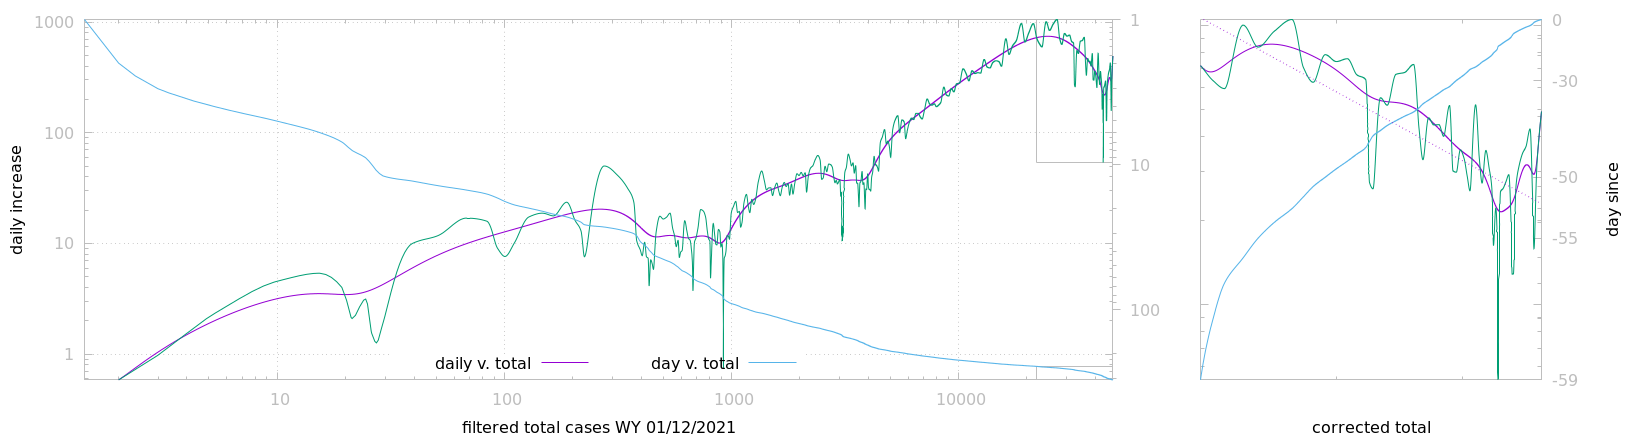 1000
100
10
1
daily increase
10
100
1000
10000
filtered total cases WY 01/12/2021
daily v. total
day v. total
1
10
100
0
-30
-50
-55
-59
day since
corrected total